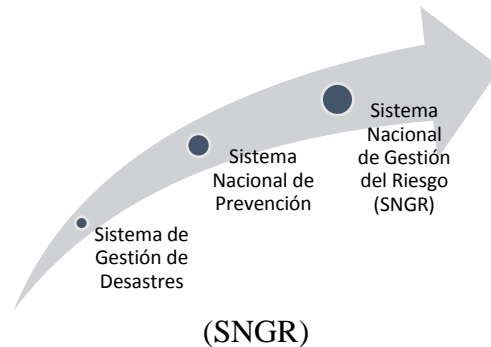 Sistema de
Gestión de
Desastres
Sistema
Nacional de
Prevención
Sistema
Nacional
de Gestión
del Riesgo
(SNGR)
(SNGR)